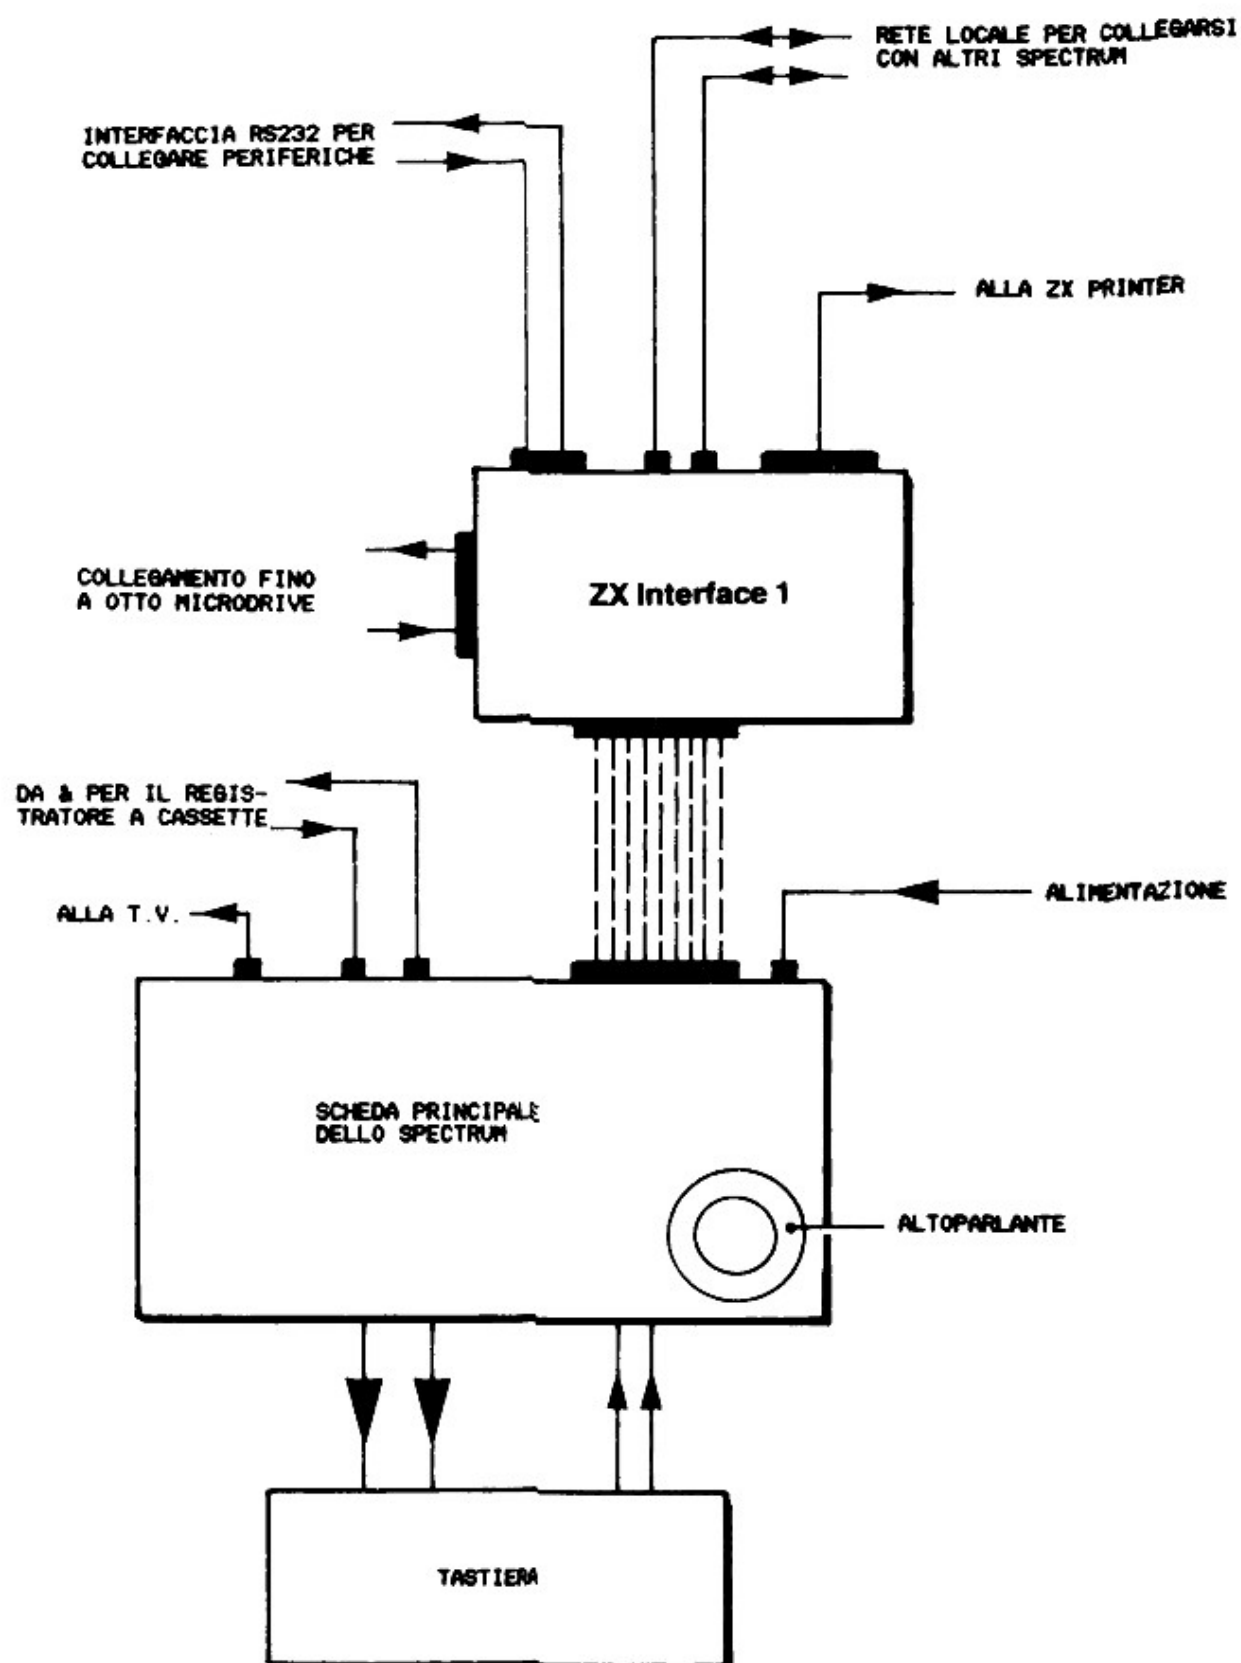 RETE LOCALE PER COLLEGARSI
CON ALTRI SPECTRUM
INTERFACCIA RS232 PER
COLLEGARE PERIFERICHE
ALLA ZX PRINTER
COLLEGAMENTO FINO
A OTTO MICRODRIVE
ZX Interface 1
DA & PER IL REGIS-
TRATORE A CASSETTE
ALLA T.V.
ALIMENTAZIONE
SCHEDA PRINCIPALE
DELLO SPECTRUM
ALTOPARLANTE
TASTIERA